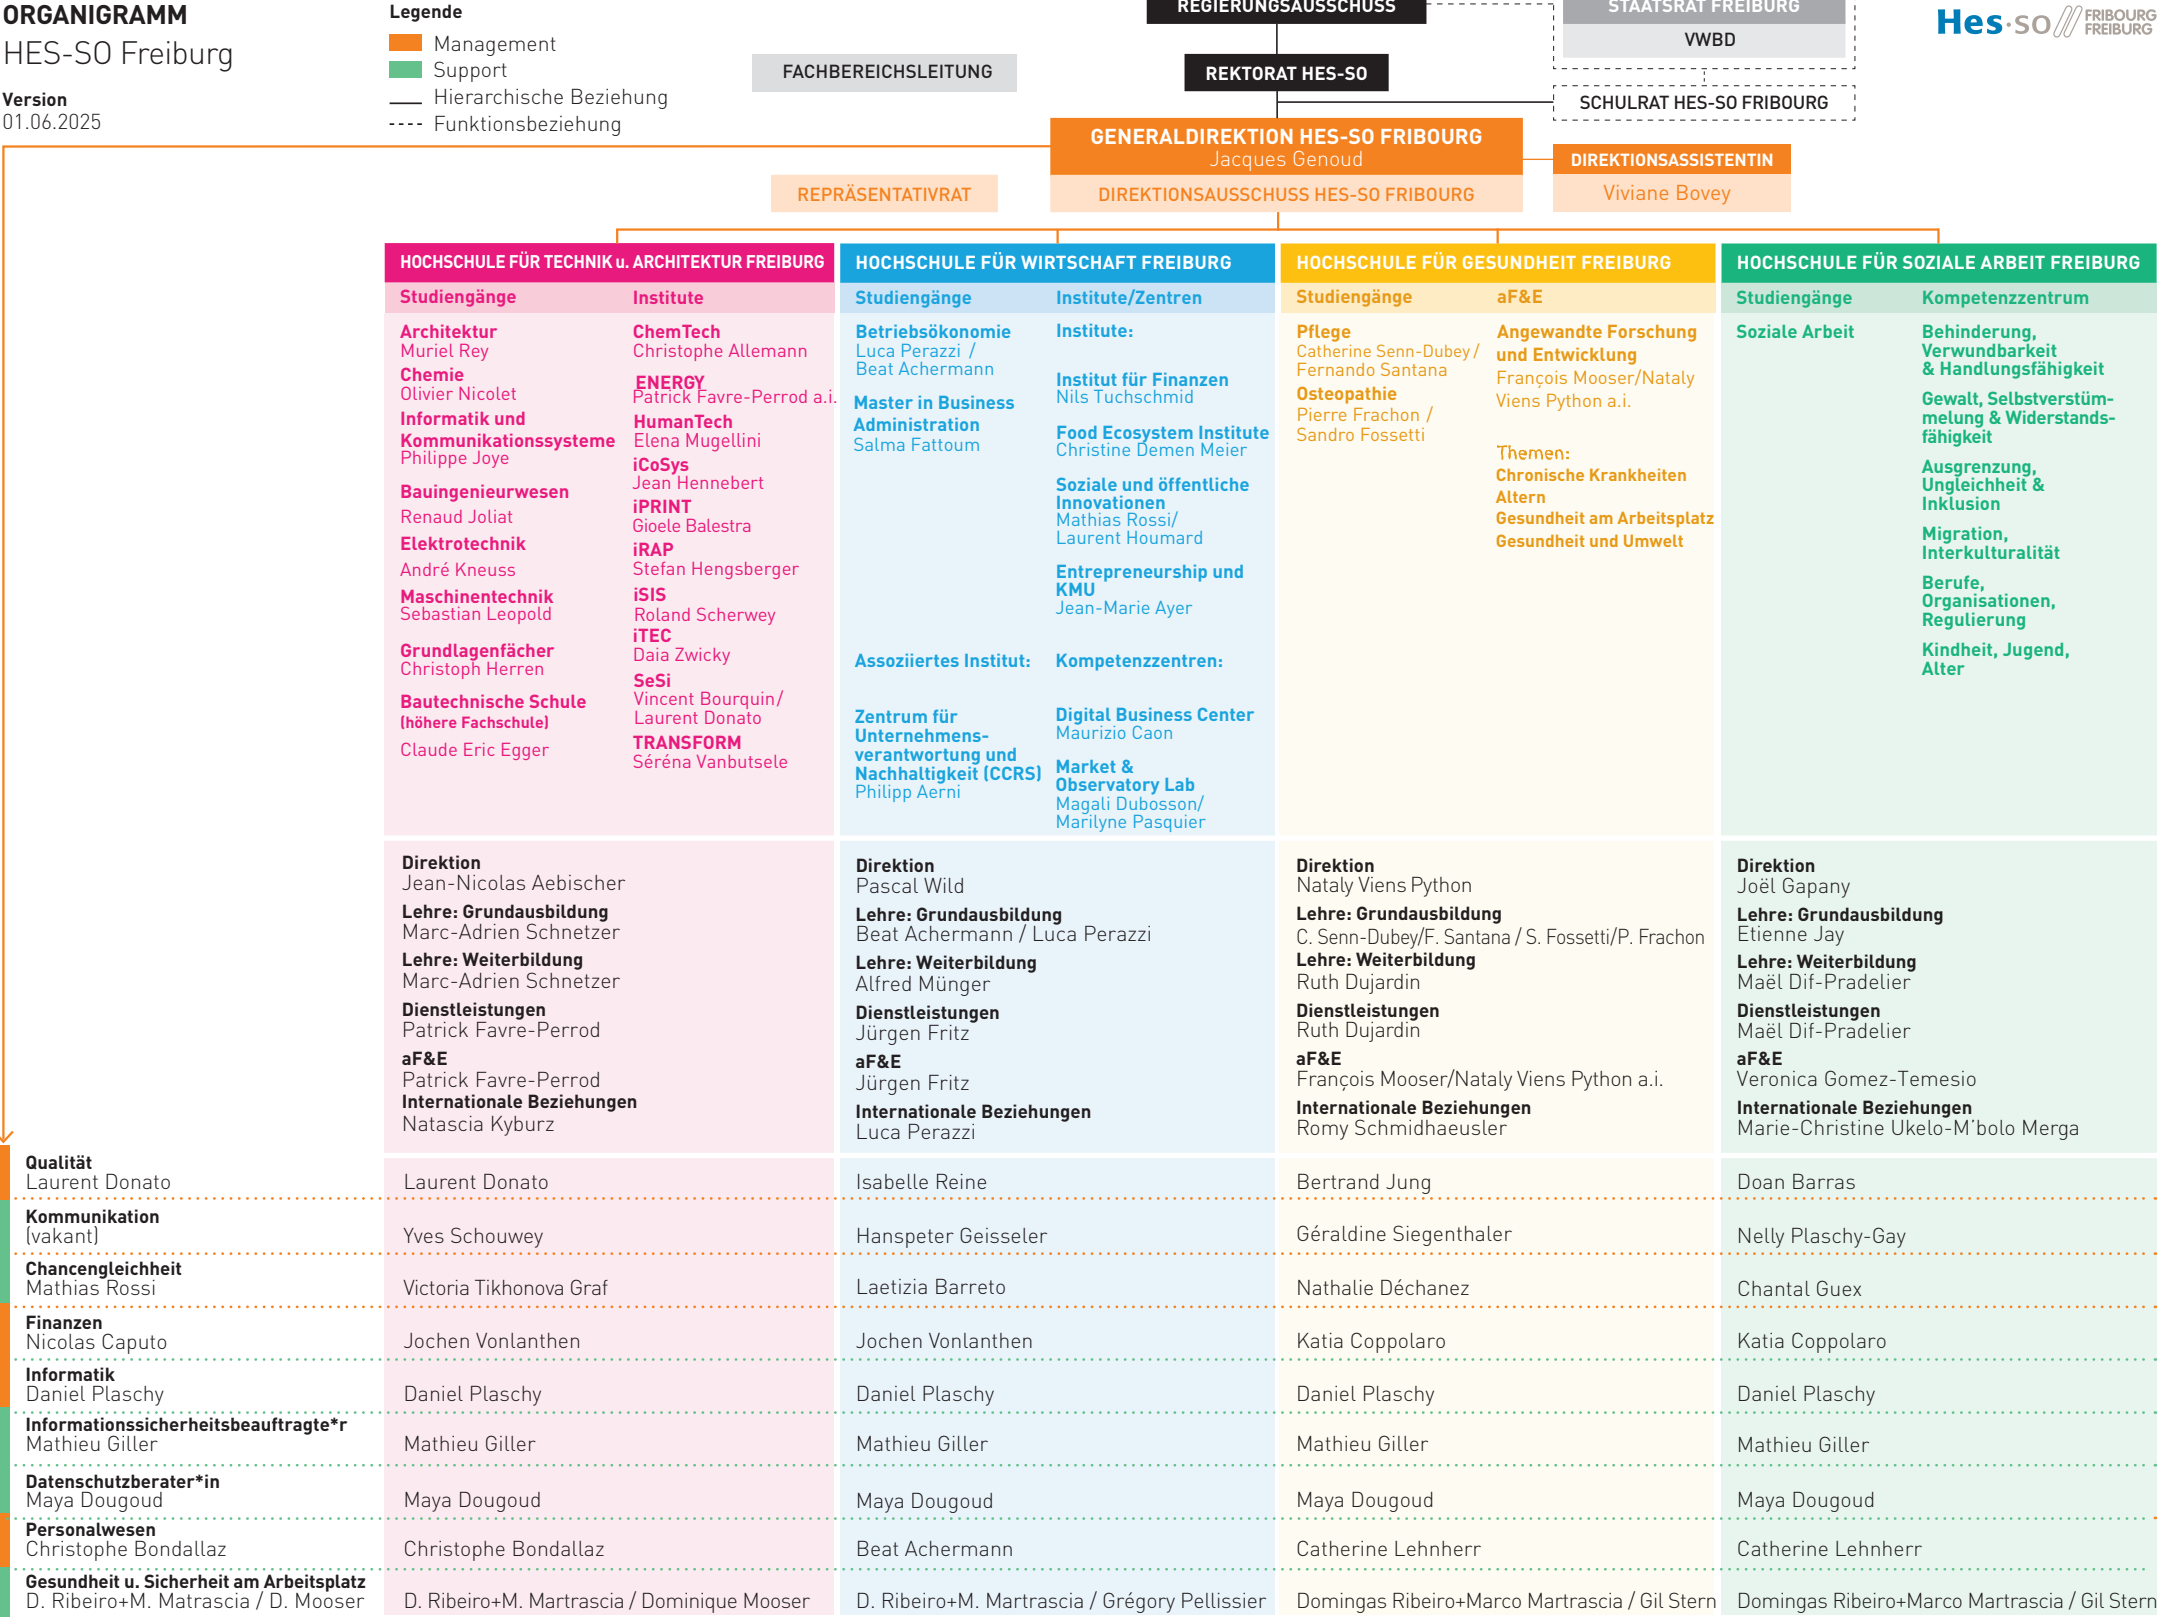 ORGANIGRAMM
HES-SO Freiburg
Version
01.06.2025
Legende
Management
Support
Hierarchische Beziehung
Funktionsbeziehung
FACHBEREICHSLEITUNG
REGIERUNGSAUSSCHUSS
REKTORAT HES-SO
STAATSRAT FREIBURG
VWBD
SCHULRAT HES-SO FRIBOURG
Hes·so FRIBOURG
FREIBURG
GENERALDIREKTION HES-SO FRIBOURG
Jacques Genoud
DIREKTIONSASSISTENTIN
Viviane Bovey
REPRÄSENTATIVRAT
DIREKTIONSAUSSCHUSS HES-SO FRIBOURG
HOCHSCHULE FÜR TECHNIK u. ARCHITEKTUR FREIBURG
Studiengänge
Architektur
Muriel Rey
Chemie
Olivier Nicolet
Informatik und
Kommunikationssysteme
Philippe Joye
Bauingenieurwesen
Renaud Joliat
Elektrotechnik
André Kneuss
Maschinentechnik
Sebastian Leopold
Grundlagenfächer
Christoph Herren
Bautechnische Schule
(höhere Fachschule)
Claude Eric Egger
Institute
ChemTech
Christophe Allemann
ENERGY
Patrick Favre-Perrod a.i.
HumanTech
Elena Mugellini
iCoSys
Jean Hennebert
iPRINT
Gioele Balestra
iRAP
Stefan Hengsberger
iSIS
Roland Scherwey
iTEC
Daia Zwicky
SeSi
Vincent Bourquin/
Laurent Donato
TRANSFORM
Séréna Vanbutsele
HOCHSCHULE FÜR WIRTSCHAFT FREIBURG
Studiengänge
Betriebsökonomie
Luca Perazzi /
Beat Achermann
Master in Business
Administration
Salma Fattoum
Assoziiertes Institut:
Zentrum für
Unternehmens-
verantwortung und
Nachhaltigkeit (CCRS)
Philipp Aerni
Institute/Zentren
Institute:
Institut für Finanzen
Nils Tuchschmid
Food Ecosystem Institute
Christine Demen Meier
Soziale und öffentliche
Innovationen
Mathias Rossi/
Laurent Houmard
Entrepreneurship und
KMU
Jean-Marie Ayer
Kompetenzzentren:
Digital Business Center
Maurizio Caon
Market &
Observatory Lab
Magali Dubosson/
Marilyne Pasquier
HOCHSCHULE FÜR GESUNDHEIT FREIBURG
Studiengänge
Pflege
Catherine Senn-Dubey/
Fernando Santana
Osteopathie
Pierre Frachon /
Sandro Fossetti
aF&E
Angewandte Forschung
und Entwicklung
François Mooser/Nataly
Viens Python a.i.
Themen:
Chronische Krankheiten
Altern
Gesundheit am Arbeitsplatz
Gesundheit und Umwelt
HOCHSCHULE FÜR SOZIALE ARBEIT FREIBURG
Studiengänge
Soziale Arbeit
Kompetenzzentrum
Behinderung,
Verwundbarkeit
& Handlungsfähigkeit
Gewalt, Selbstverstüm-
melung & Widerstands-
fähigkeit
Ausgrenzung,
Ungleichheit &
Inklusion
Migration,
Interkulturalität
Berufe,
Organisationen,
Regulierung
Kindheit, Jugend,
Alter
Direktion
Jean-Nicolas Aebischer
Lehre: Grundausbildung
Marc-Adrien Schnetzer
Lehre: Weiterbildung
Marc-Adrien Schnetzer
Dienstleistungen
Patrick Favre-Perrod
aF&E
Patrick Favre-Perrod
Internationale Beziehungen
Natascia Kyburz
Direktion
Pascal Wild
Lehre: Grundausbildung
Beat Achermann / Luca Perazzi
Lehre: Weiterbildung
Alfred Münger
Dienstleistungen
Jürgen Fritz
aF&E
Jürgen Fritz
Internationale Beziehungen
Luca Perazzi
Direktion
Nataly Viens Python
Lehre: Grundausbildung
C. Senn-Dubey/F. Santana / S. Fossetti/P. Frachon
Lehre: Weiterbildung
Ruth Dujardin
Dienstleistungen
Ruth Dujardin
aF&E
François Mooser/Nataly Viens Python a.i.
Internationale Beziehungen
Romy Schmidhaeusler
Direktion
Joël Gapany
Lehre: Grundausbildung
Etienne Jay
Lehre: Weiterbildung
Maël Dif-Pradelier
Dienstleistungen
Maël Dif-Pradelier
aF&E
Veronica Gomez-Temesio
Internationale Beziehungen
Marie-Christine Ukelo-M'bolo Merga
Qualität
Laurent Donato
Laurent Donato
Isabelle Reine
Bertrand Jung
Doan Barras
Kommunikation
(vakant)
Yves Schouwey
Hanspeter Geisseler
Géraldine Siegenthaler
Nelly Plaschy-Gay
Chancengleichheit
Mathias Rossi
Victoria Tikhonova Graf
Laetizia Barreto
Nathalie Déchanez
Chantal Guex
Finanzen
Nicolas Caputo
Jochen Vonlanthen
Jochen Vonlanthen
Katia Coppolaro
Katia Coppolaro
Informatik
Daniel Plaschy
Daniel Plaschy
Daniel Plaschy
Daniel Plaschy
Daniel Plaschy
Informationssicherheitsbeauftragte*r
Mathieu Giller
Mathieu Giller
Mathieu Giller
Mathieu Giller
Mathieu Giller
Datenschutzberater*in
Maya Dougoud
Maya Dougoud
Maya Dougoud
Maya Dougoud
Maya Dougoud
Personalwesen
Christophe Bondallaz
Christophe Bondallaz
Beat Achermann
Catherine Lehnherr
Catherine Lehnherr
Gesundheit u. Sicherheit am Arbeitsplatz
D. Ribeiro+M. Matrascia / D. Mooser
D. Ribeiro+M. Martrascia / Dominique Mooser
D. Ribeiro+M. Martrascia / Grégory Pellissier
Domingas Ribeiro+Marco Martrascia / Gil Stern
Domingas Ribeiro+Marco Martrascia / Gil Stern